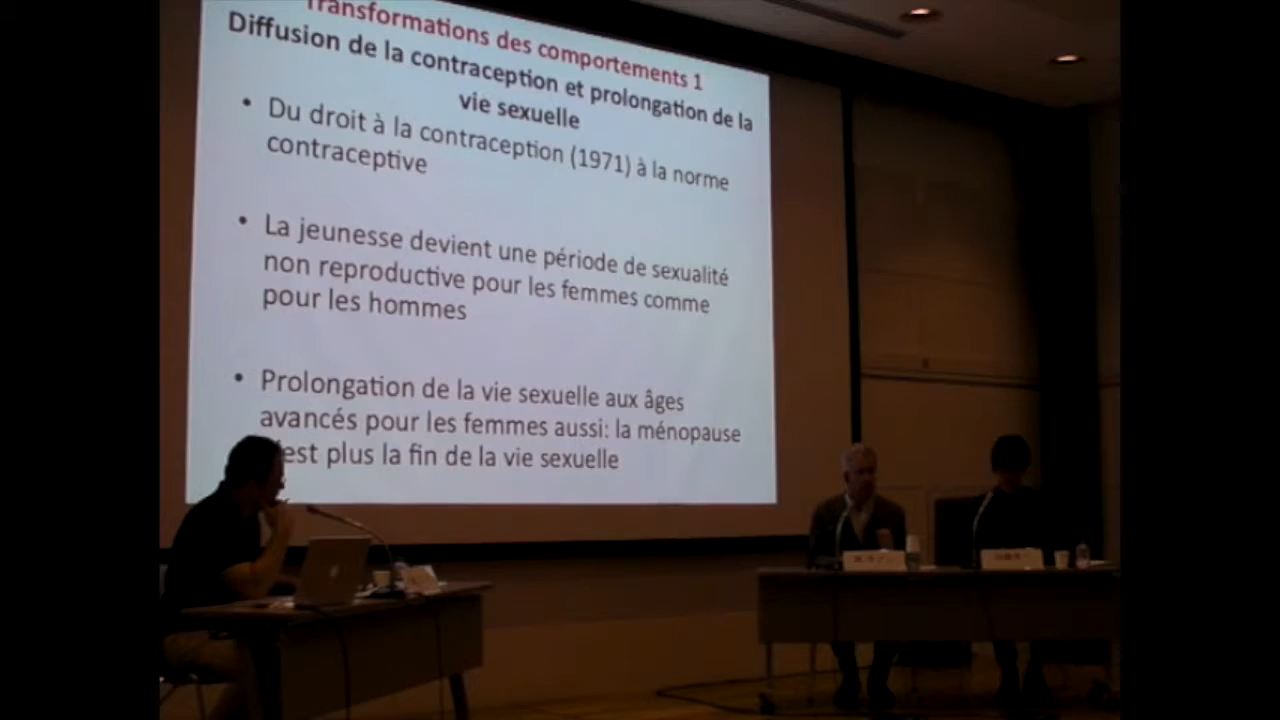 Transformations des comportements 1
Diffusion de la contraception et prolongation de la
vie sexuelle
• Du droit à la contraception (1971) à la norme
contraceptive
• La jeunesse devient une période de sexualité
non reproductive pour les femmes comme
pour les hommes
• Prolongation de la vie sexuelle aux âges
avancés pour les femmes aussi: la ménopause
est plus la fin de la vie sexuelle